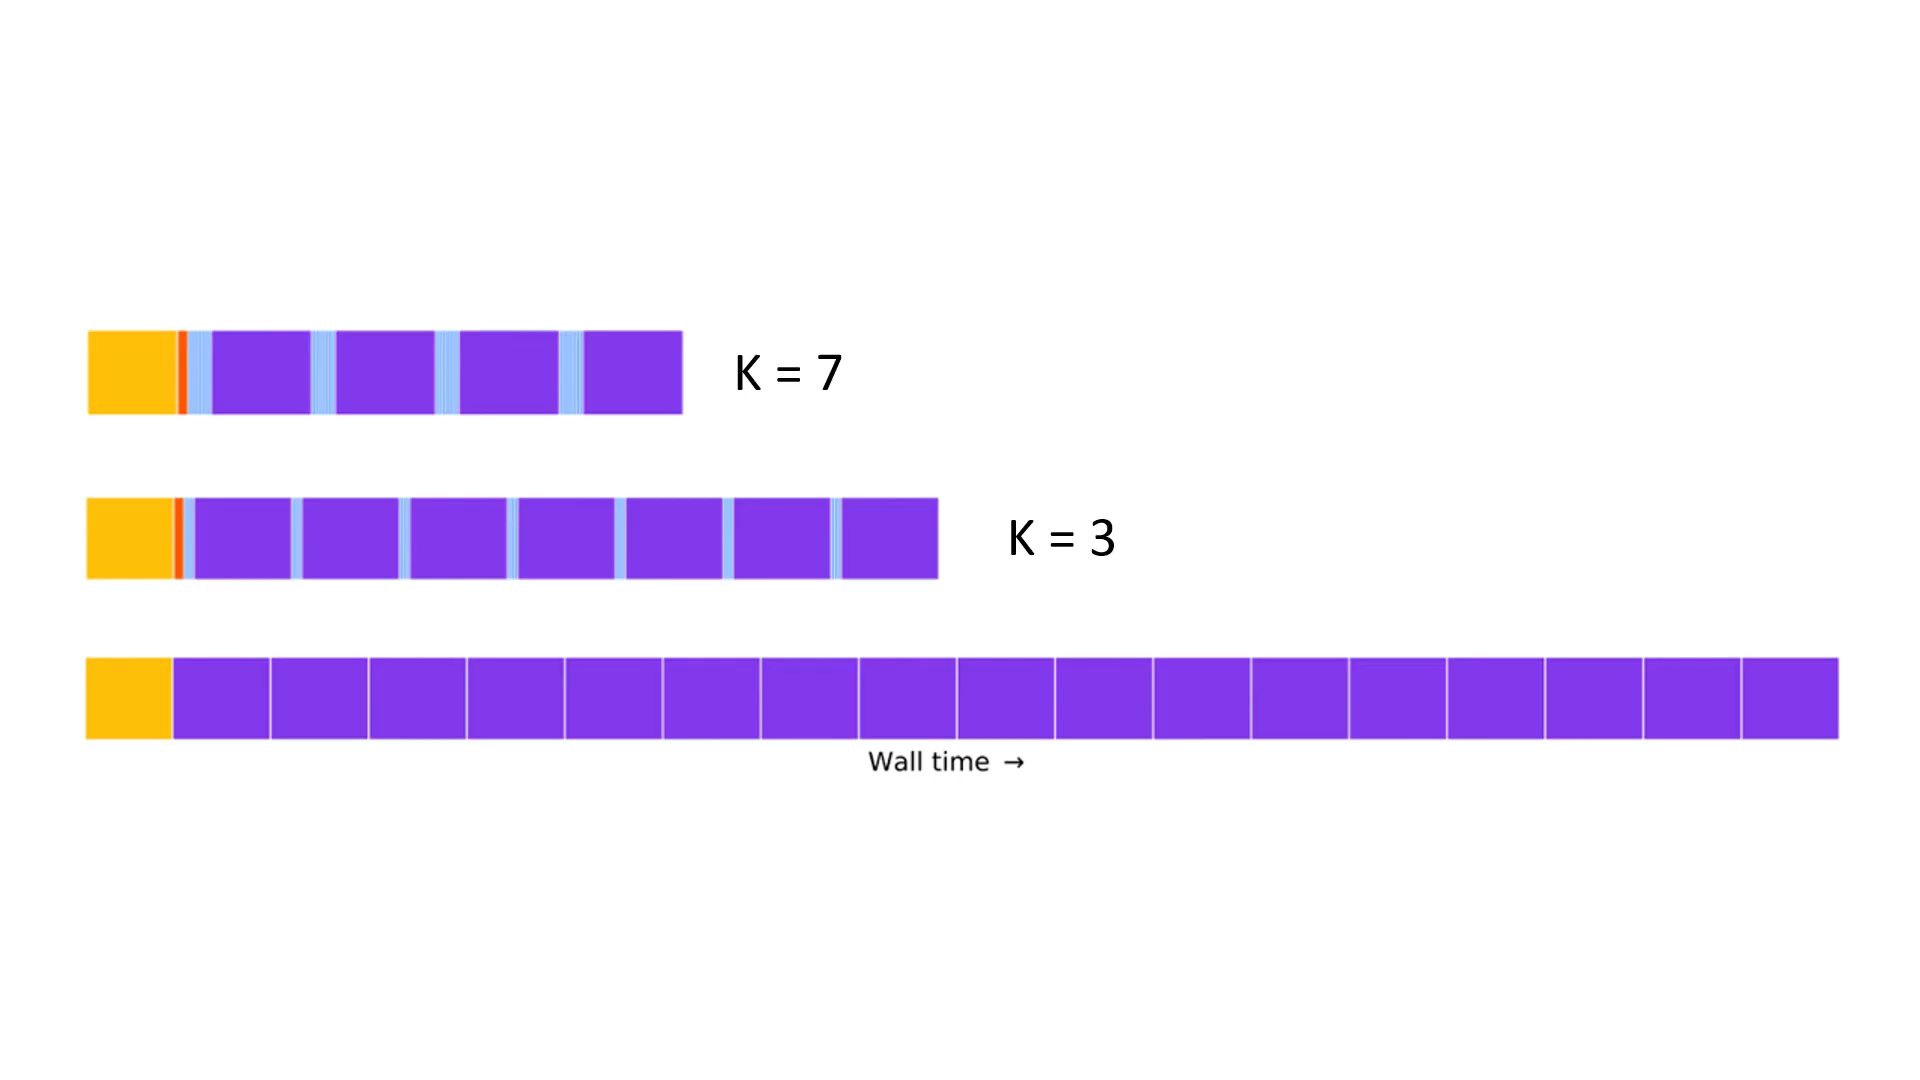 K = 7
K = 3
Wall time →